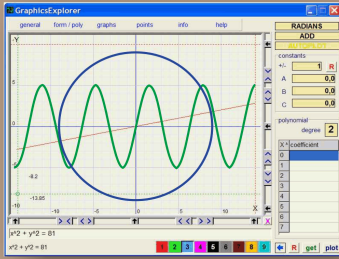 GraphicsExplorer
general form / poly graphs points info help
RADIANS
ADD
AUTOPLOT
constants
+/- 1 R
A 0,0
B 0,0
C 0,0
polynomial
degree 2
X^ coefficient
0
1
2
3
4
5
6
7
-Y
5
0
-5
-8.2
-13.95
-10
-10 -5 0 5 10 X
x^2 + y^2 = 81
x^2 + y^2 = 81
1 2 3 4 5 6 7 8 9
R get plot